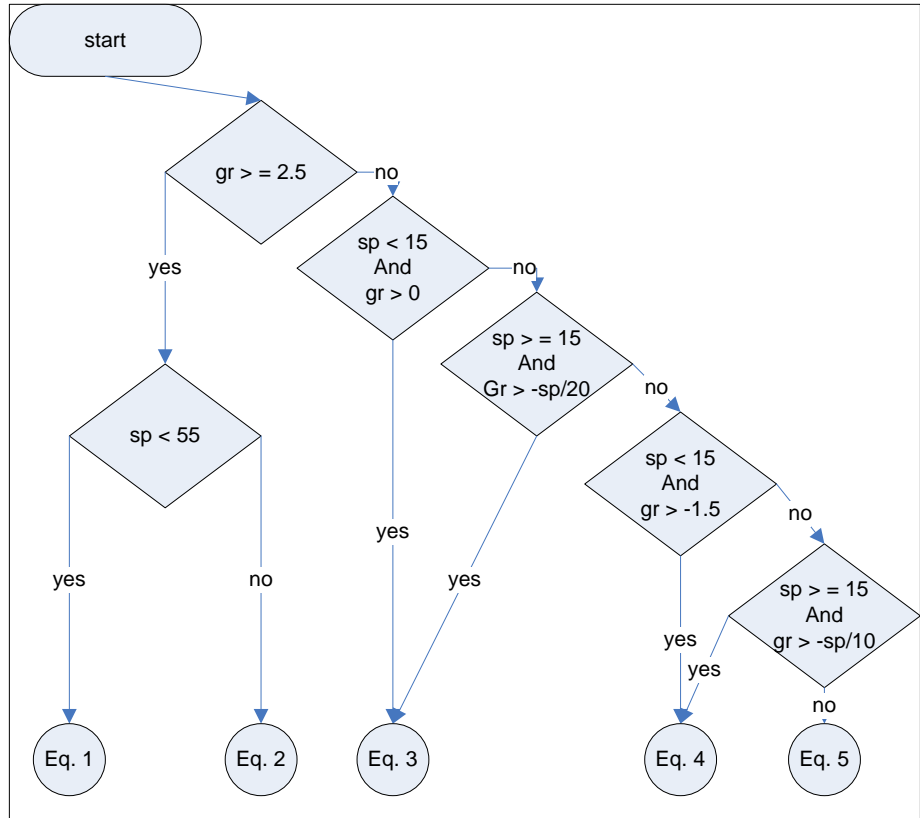 start
gr > = 2.5
no
yes
sp < 15
And
gr > 0
no
sp > = 15
And
Gr > -sp/20
no
sp < 55
sp < 15
And
gr > -1.5
no
yes
no
yes
yes
sp > = 15
And
gr > -sp/10
yes
yes
no
Eq. 1
Eq. 2
Eq. 3
Eq. 4
Eq. 5